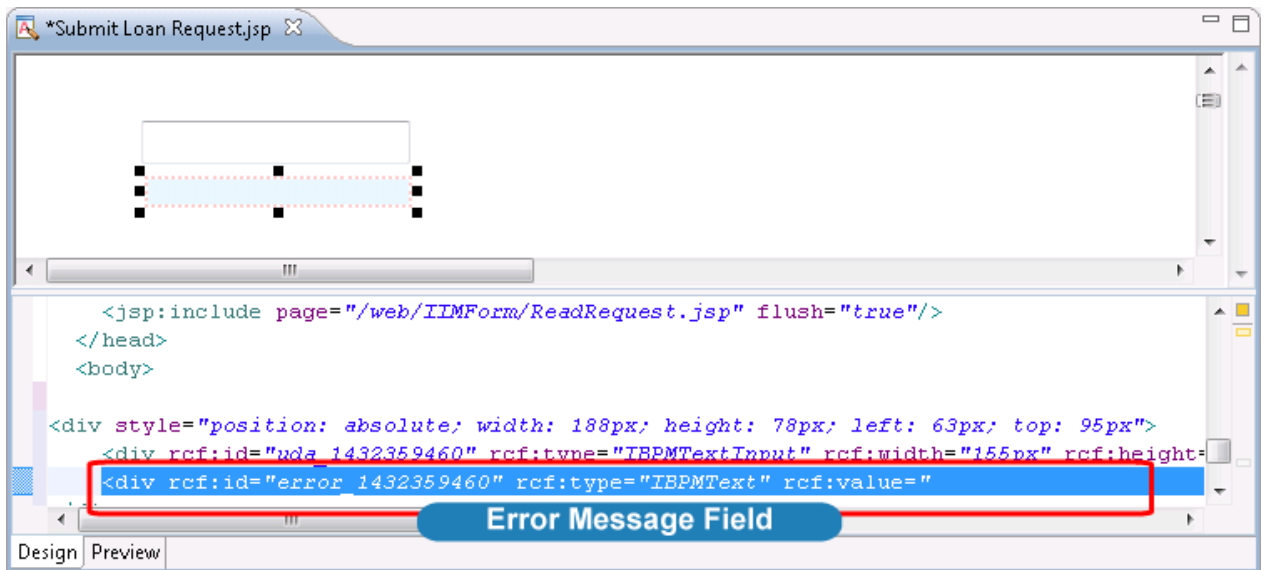 *Submit Loan Request.jsp
<jsp:include page="/web/IIMForm/ReadRequest.jsp" flush="true"/>
</head>
<body>
<div style="position: absolute; width: 188px; height: 78px; left: 63px; top: 95px">
<div rcf:id="uda_1432359460" rcf:type="IBPMTextInput" rcf:width="155px" rcf:height=
<div rcf:id="error_1432359460" rcf:type="IBPMText" rcf:value="
Error Message Field
Design Preview